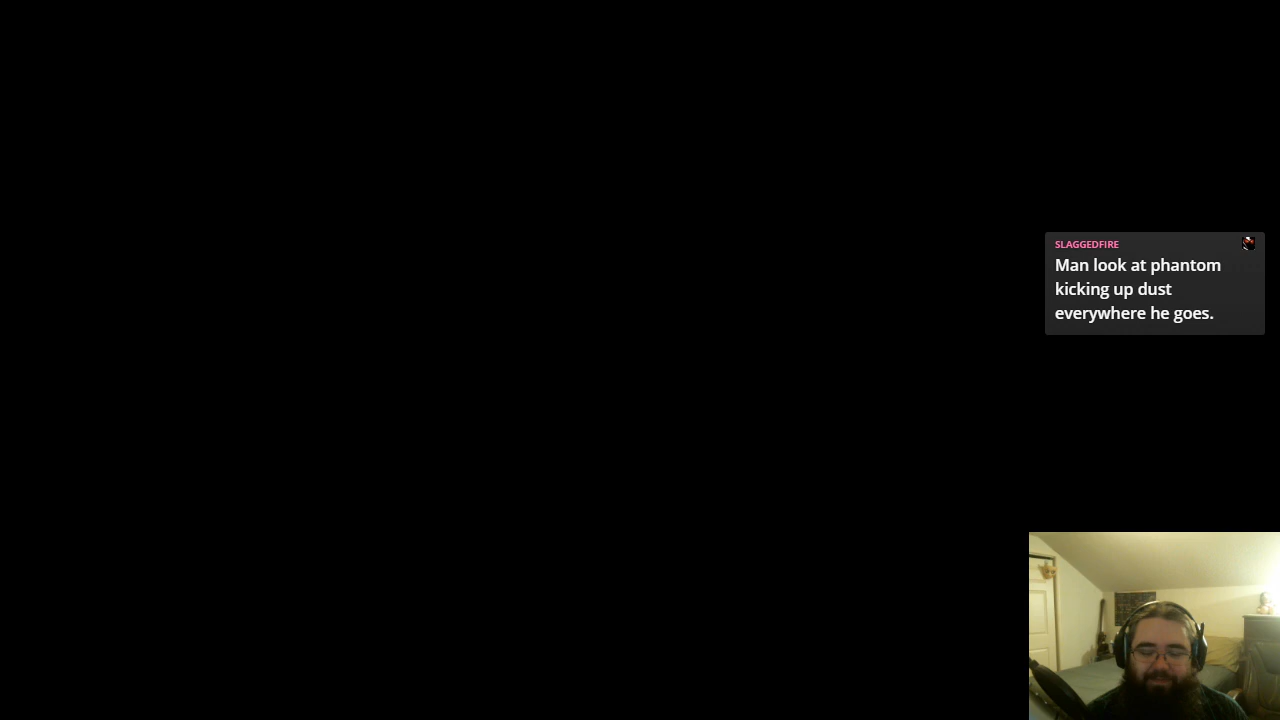 SLAGGEDFIRE
Man look at phantom
kicking up dust
everywhere he goes.